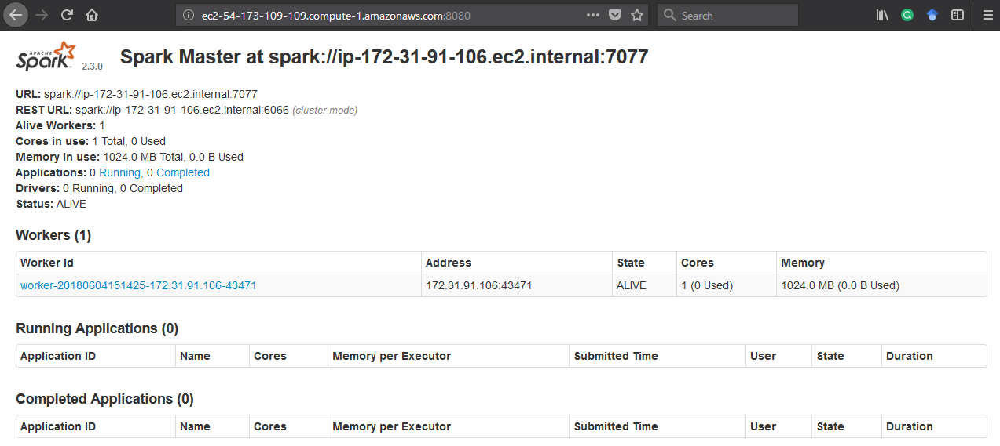 ec2-54-173-109-109.compute-1.amazonaws.com:8080 Search
APACHE
Spark 2.3.0 Spark Master at spark://ip-172-31-91-106.ec2.internal:7077
URL: spark://ip-172-31-91-106.ec2.internal:7077
REST URL: spark://ip-172-31-91-106.ec2.internal:6066 (cluster mode)
Alive Workers: 1
Cores in use: 1 Total, 0 Used
Memory in use: 1024.0 MB Total, 0.0 B Used
Applications: 0 Running, 0 Completed
Drivers: 0 Running, 0 Completed
Status: ALIVE
Workers (1)
Worker Id Address State Cores Memory
worker-20180604151425-172.31.91.106-43471 172.31.91.106:43471 ALIVE 1 (0 Used) 1024.0 MB (0.0 B Used)
Running Applications (0)
Application ID Name Cores Memory per Executor Submitted Time User State Duration
Completed Applications (0)
Application ID Name Cores Memory per Executor Submitted Time User State Duration